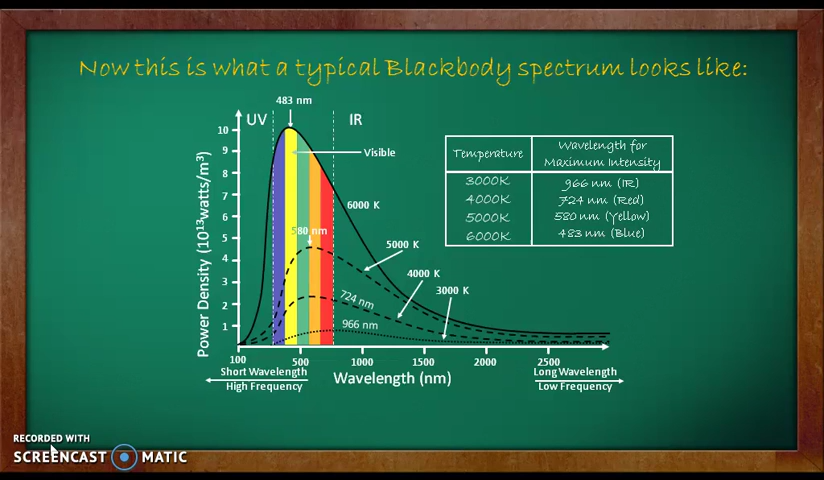 Now this is what a typical Blackbody spectrum looks like:
483 nm
UV
IR
Visible
Power Density (10¹³watts/m³)
10
9
8
7
6
5
4
3
2
1
6000 K
580 nm
5000 K
4000 K
3000 K
724 nm
966 nm
100
500
1000
1500
2000
2500
Short Wavelength
High Frequency
Wavelength (nm)
Long Wavelength
Low Frequency
Temperature
Wavelength for
Maximum Intensity
3000K
966 nm (IR)
4000K
724 nm (Red)
5000K
580 nm (Yellow)
6000K
483 nm (Blue)
RECORDED WITH
SCREENCAST MATIC